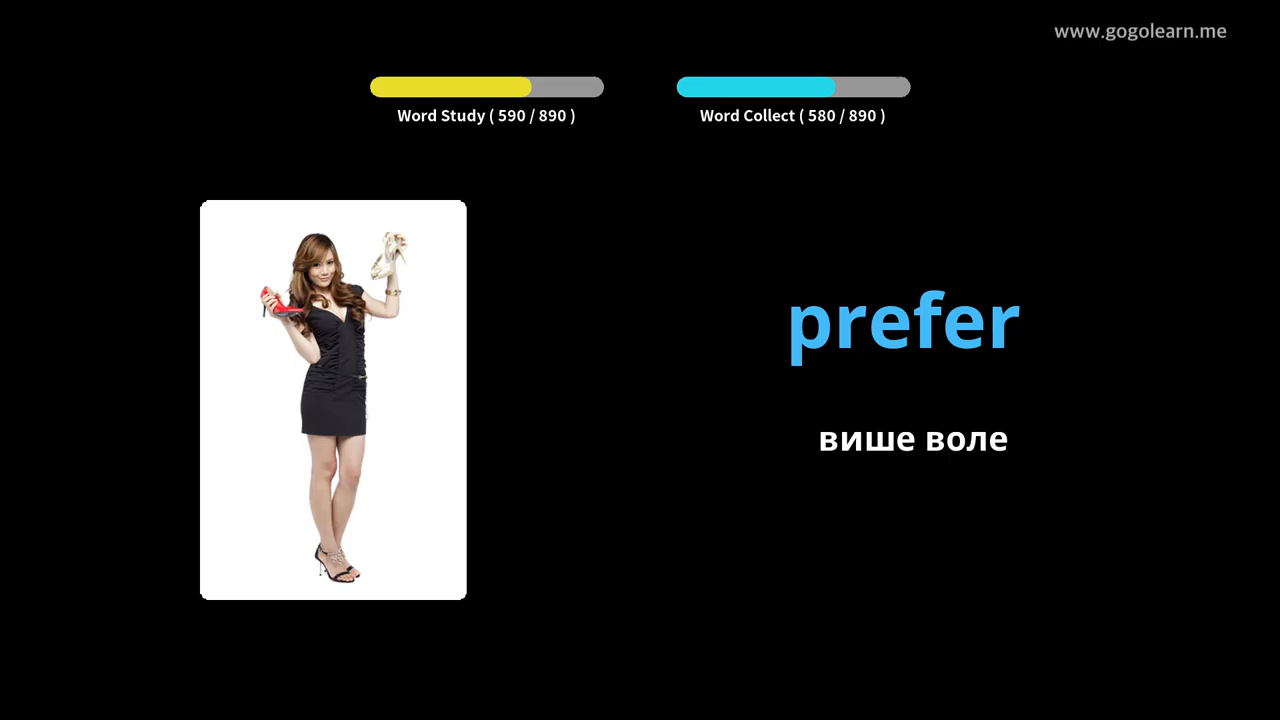 www.gogolearn.me
Word Study ( 590 / 890 )
Word Collect ( 580 / 890 )
prefer
више воле